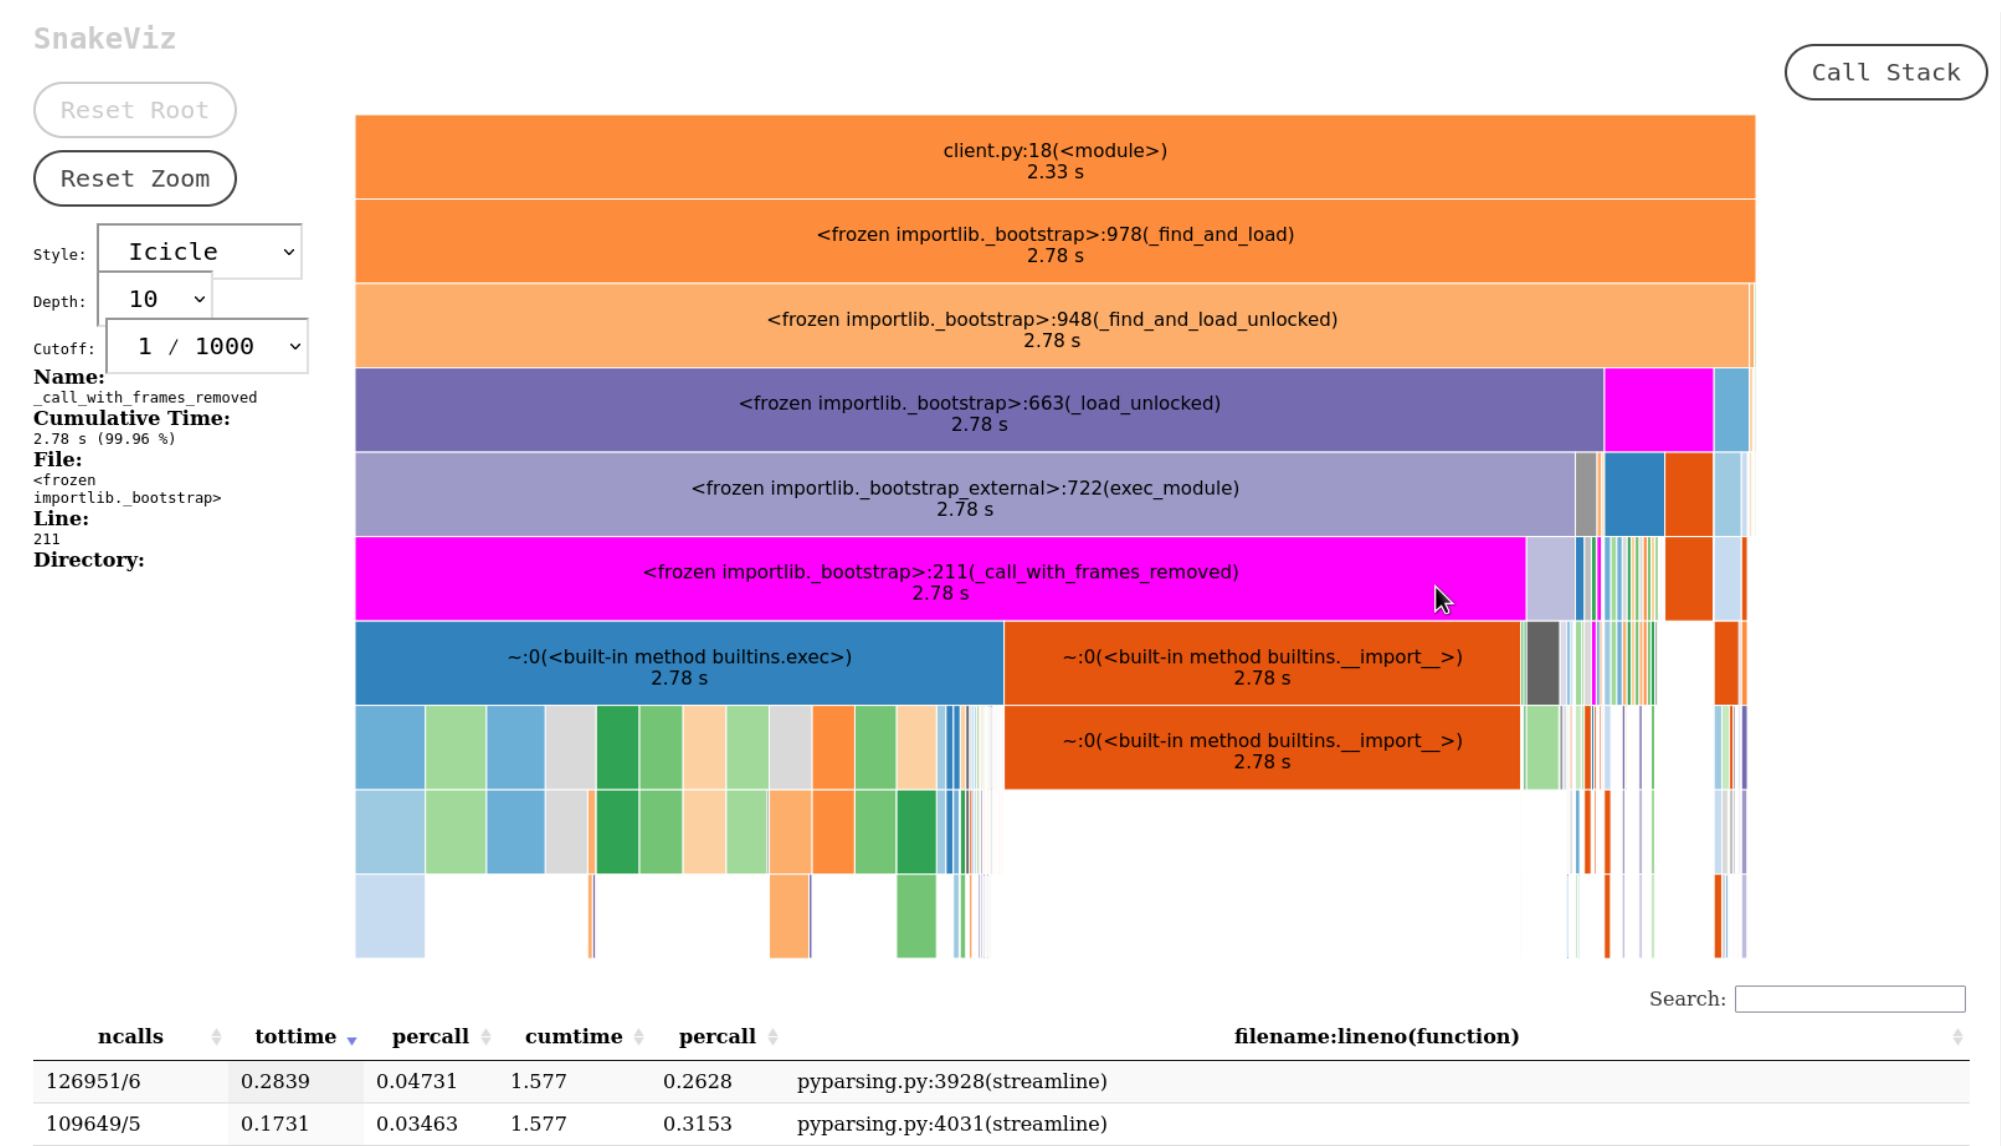 SnakeViz
Call Stack
Reset Root
Reset Zoom
Style: Icicle
Depth: 10
Cutoff: 1 / 1000
Name:
_call_with_frames_removed
Cumulative Time:
2.78 s (99.96 %)
File:
<frozen
importlib._bootstrap>
Line:
211
Directory:
client.py:18(<module>)
2.33 s
<frozen importlib._bootstrap>:978(_find_and_load)
2.78 s
<frozen importlib._bootstrap>:948(_find_and_load_unlocked)
2.78 s
<frozen importlib._bootstrap>:663(_load_unlocked)
2.78 s
<frozen importlib._bootstrap_external>:722(exec_module)
2.78 s
<frozen importlib._bootstrap>:211(_call_with_frames_removed)
2.78 s
~:0(<built-in method builtins.exec>)
2.78 s
~:0(<built-in method builtins.__import__>)
2.78 s
~:0(<built-in method builtins.__import__>)
2.78 s
Search:
ncalls tottime percall cumtime percall filename:lineno(function)
126951/6 0.2839 0.04731 1.577 0.2628 pyparsing.py:3928(streamline)
109649/5 0.1731 0.03463 1.577 0.3153 pyparsing.py:4031(streamline)